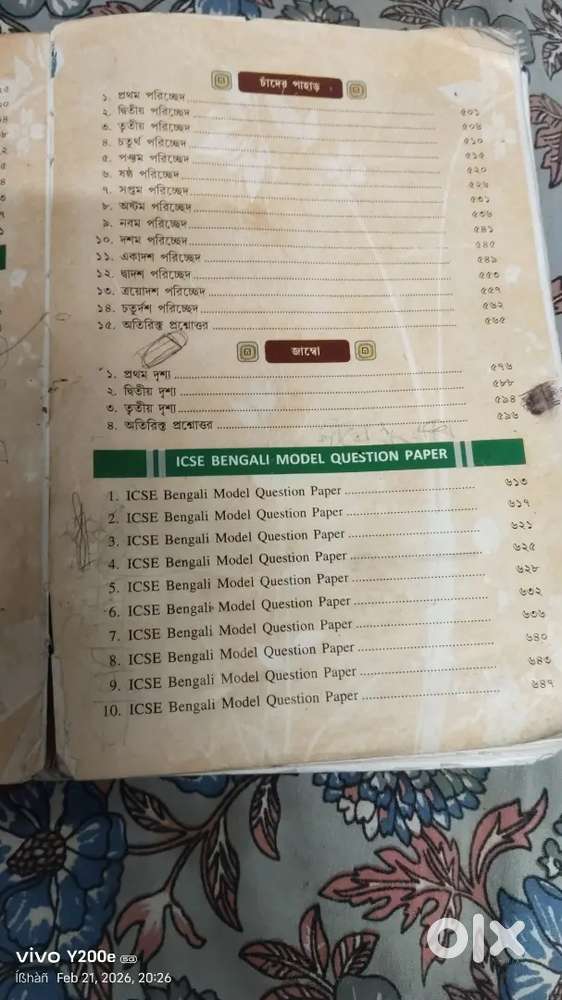 চাঁদের পাহাড়
১. প্রথম পরিচ্ছেদ ..... ৫০১
২. দ্বিতীয় পরিচ্ছেদ ..... ৫০৬
৩. তৃতীয় পরিচ্ছেদ ..... ৫১০
৪. চতুর্থ পরিচ্ছেদ ..... ৫১৫
৫. পঞ্চম পরিচ্ছেদ ..... ৫২০
৬. ষষ্ঠ পরিচ্ছেদ ..... ৫২৬
৭. সপ্তম পরিচ্ছেদ ..... ৫৩১
৮. অষ্টম পরিচ্ছেদ ..... ৫৩৬
৯. নবম পরিচ্ছেদ ..... ৫৪১
১০. দশম পরিচ্ছেদ ..... ৫৪৫
১১. একাদশ পরিচ্ছেদ ..... ৫৪৯
১২. দ্বাদশ পরিচ্ছেদ ..... ৫৫৩
১৩. ত্রয়োদশ পরিচ্ছেদ ..... ৫৫৭
১৪. চতুর্দশ পরিচ্ছেদ ..... ৫৬২
১৫. অতিরিক্ত প্রশ্নোত্তর ..... ৫৬৫
জাম্বো
১. প্রথম দৃশ্য ..... ৫৭৬
২. দ্বিতীয় দৃশ্য ..... ৫৮৮
৩. তৃতীয় দৃশ্য ..... ৫৯৪
৪. অতিরিক্ত প্রশ্নোত্তর ..... ৫৯৬
ICSE BENGALI MODEL QUESTION PAPER
1. ICSE Bengali Model Question Paper ..... ৬১৩
2. ICSE Bengali Model Question Paper ..... ৬১৭
3. ICSE Bengali Model Question Paper ..... ৬২১
4. ICSE Bengali Model Question Paper ..... ৬২৫
5. ICSE Bengali Model Question Paper ..... ৬২৮
6. ICSE Bengali Model Question Paper ..... ৬৩২
7. ICSE Bengali Model Question Paper ..... ৬৩৬
8. ICSE Bengali Model Question Paper ..... ৬৪০
9. ICSE Bengali Model Question Paper ..... ৬৪৩
10. ICSE Bengali Model Question Paper ..... ৬৪৭
olx
vivo Y200e 5G
Íßhàñ Feb 21, 2026, 20:26